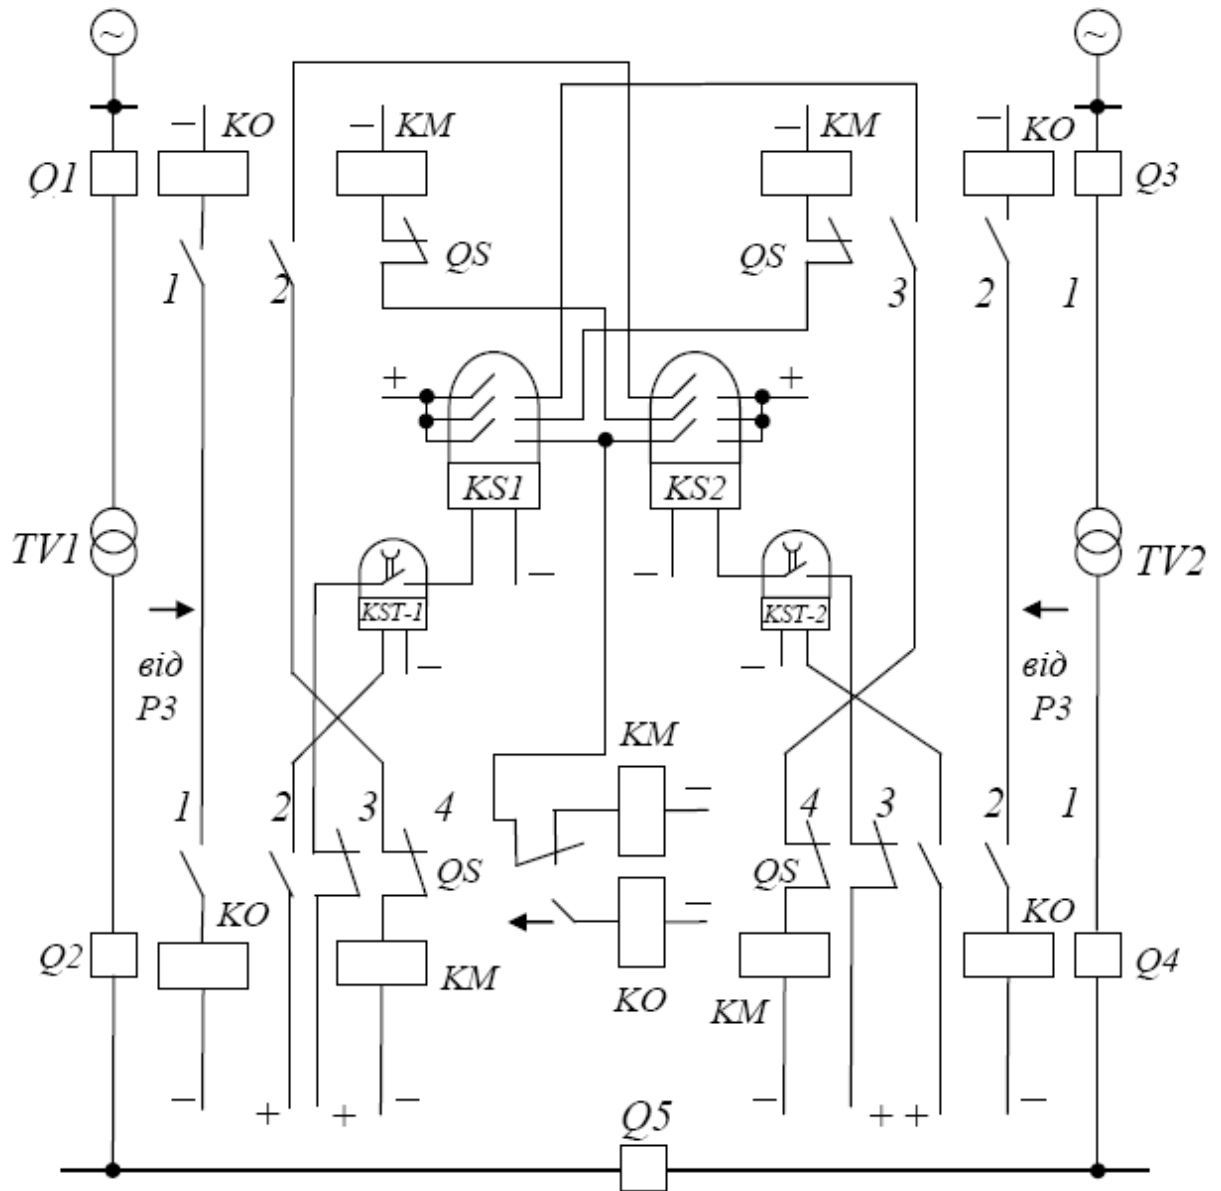 ~ ~
− KO − KM − KM − KO
Q1 Q3
QS QS
1 2 3 2 1
+ +
KS1 KS2
TV1 TV2
KST-1 KST-2
− − − −
від РЗ
від РЗ
KM
−
1 2 3 4 4 3 2 1
QS QS
−
KO KO
Q2 KM KO KM Q4
− + + − − + + −
Q5